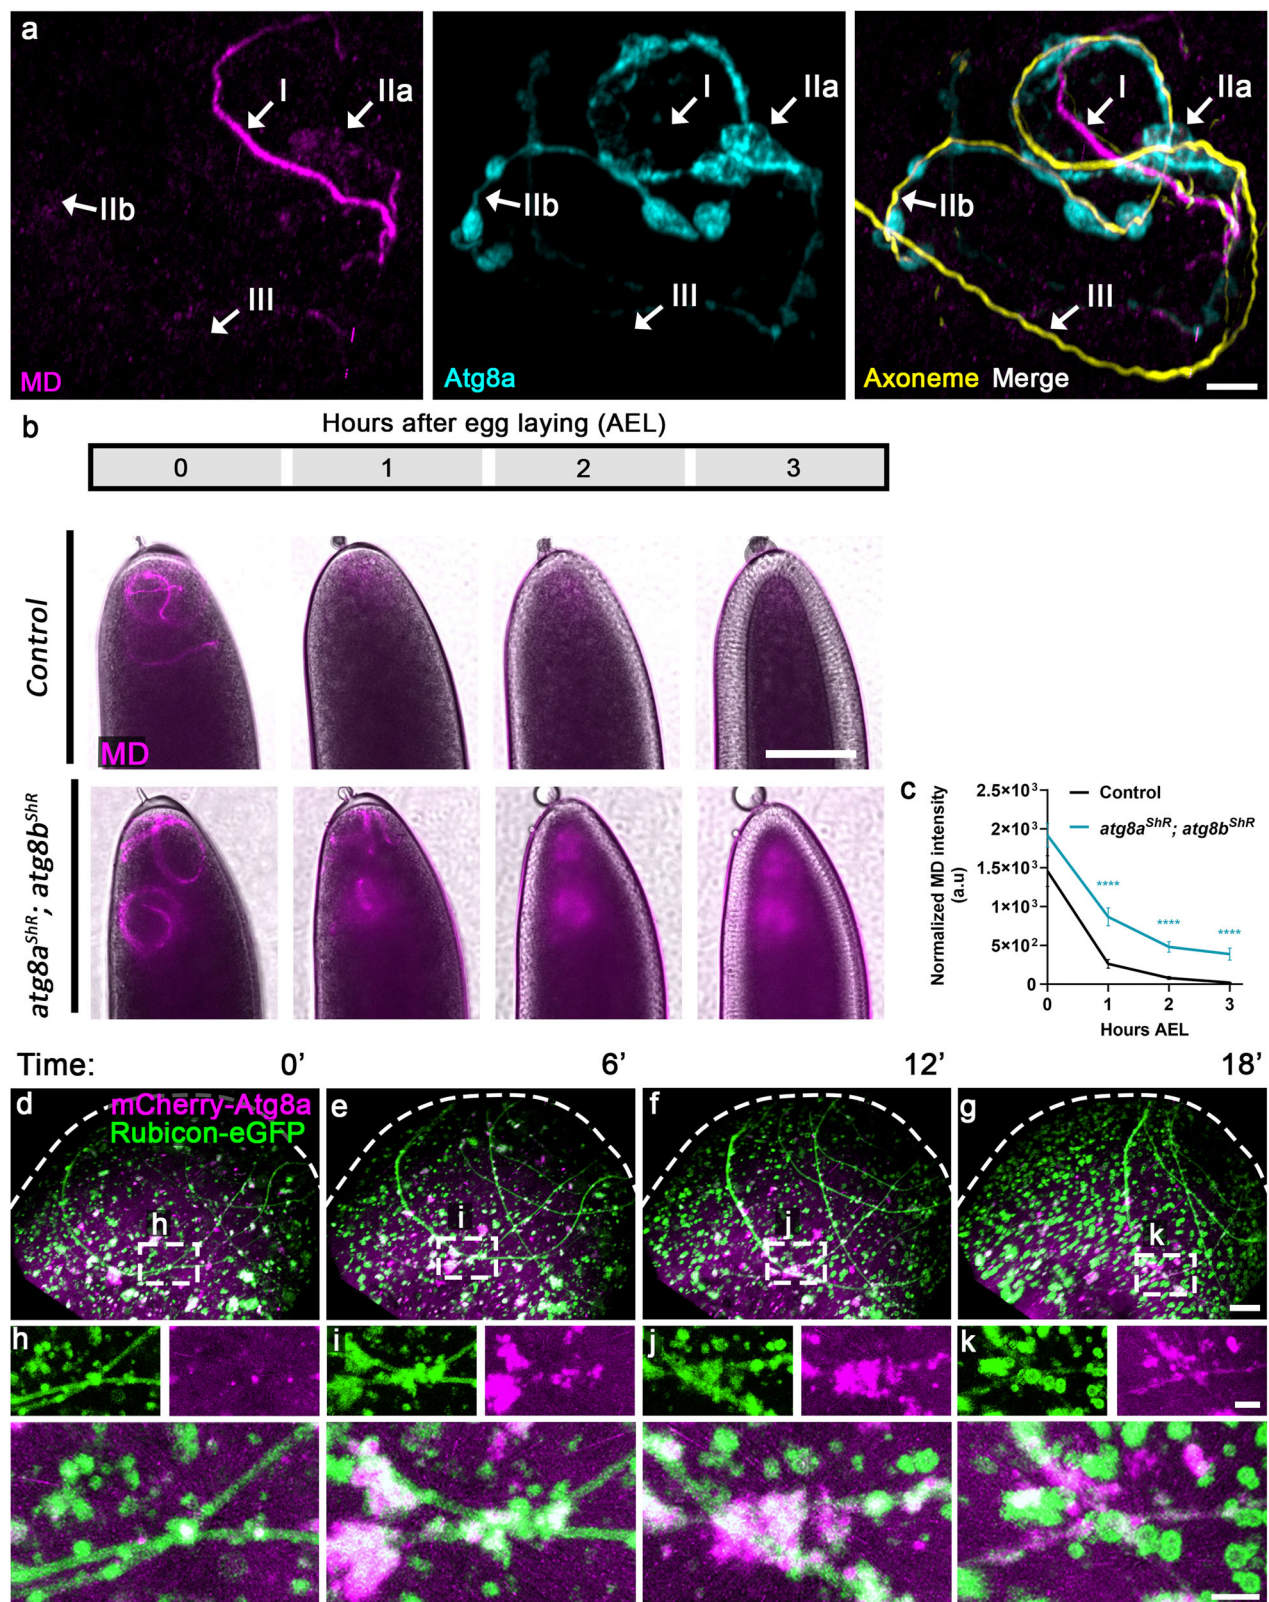 a
I
IIa
IIb
III
MD
I
IIa
IIb
III
Atg8a
I
IIa
IIb
III
Axoneme Merge
b
Hours after egg laying (AEL)
0 1 2 3
Control
MD
atg8a^ShR; atg8b^ShR
c
Control
atg8a^ShR; atg8b^ShR
Normalized MD intensity
(a.u)
2.5×10³
2×10³
1.5×10³
1×10³
5×10²
0
****
****
****
0 1 2 3
Hours AEL
Time: 0’ 6’ 12’ 18’
d
mCherry-Atg8a
Rubicon-eGFP
h
e
i
f
j
g
k
h
i
j
k